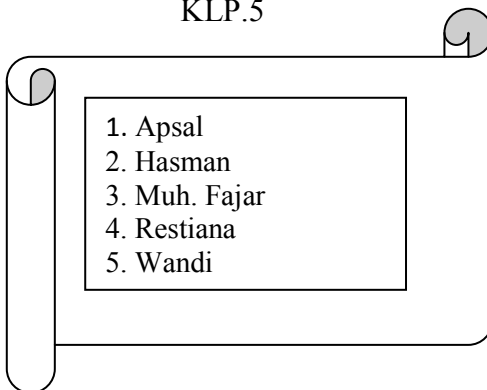 KLP.5
1. Apsal
2. Hasman
3. Muh. Fajar
4. Restiana
5. Wandi